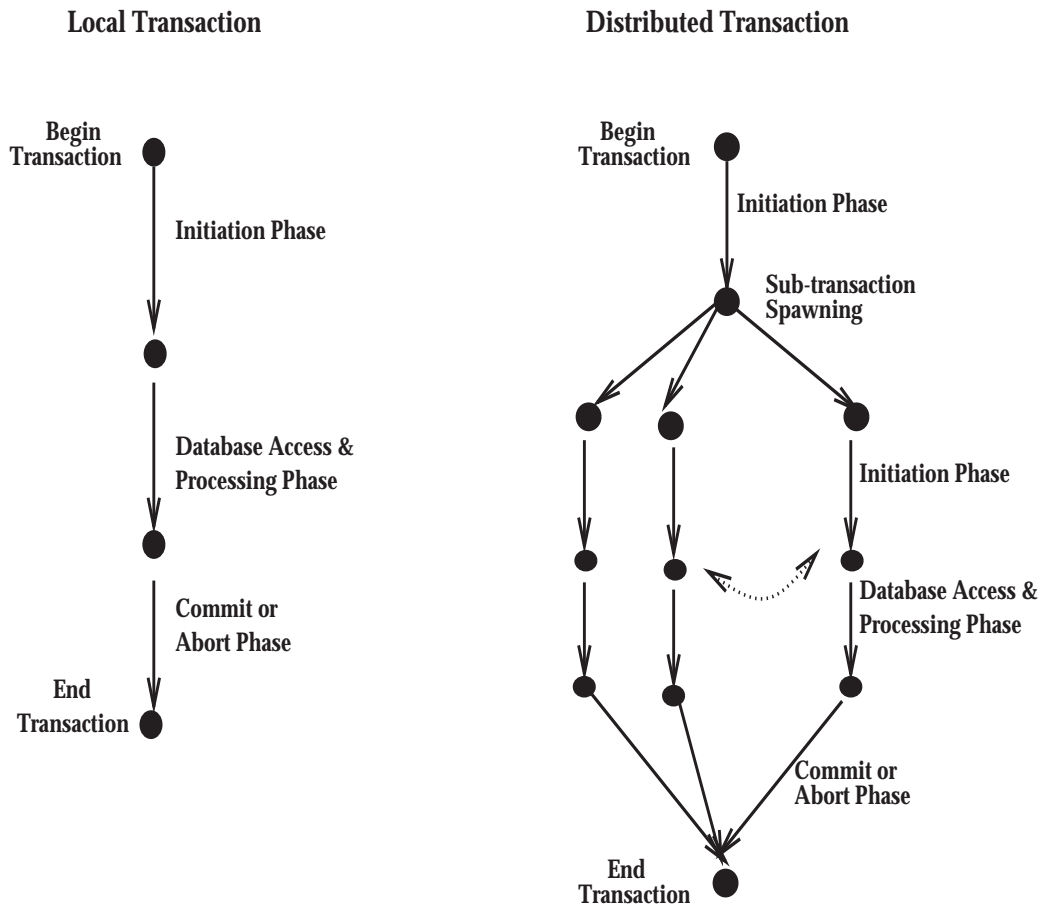 Local Transaction
Begin
Transaction
Initiation Phase
Database Access &
Processing Phase
Commit or
Abort Phase
End
Transaction
Distributed Transaction
Begin
Transaction
Initiation Phase
Sub-transaction
Spawning
Initiation Phase
Database Access &
Processing Phase
Commit or
Abort Phase
End
Transaction